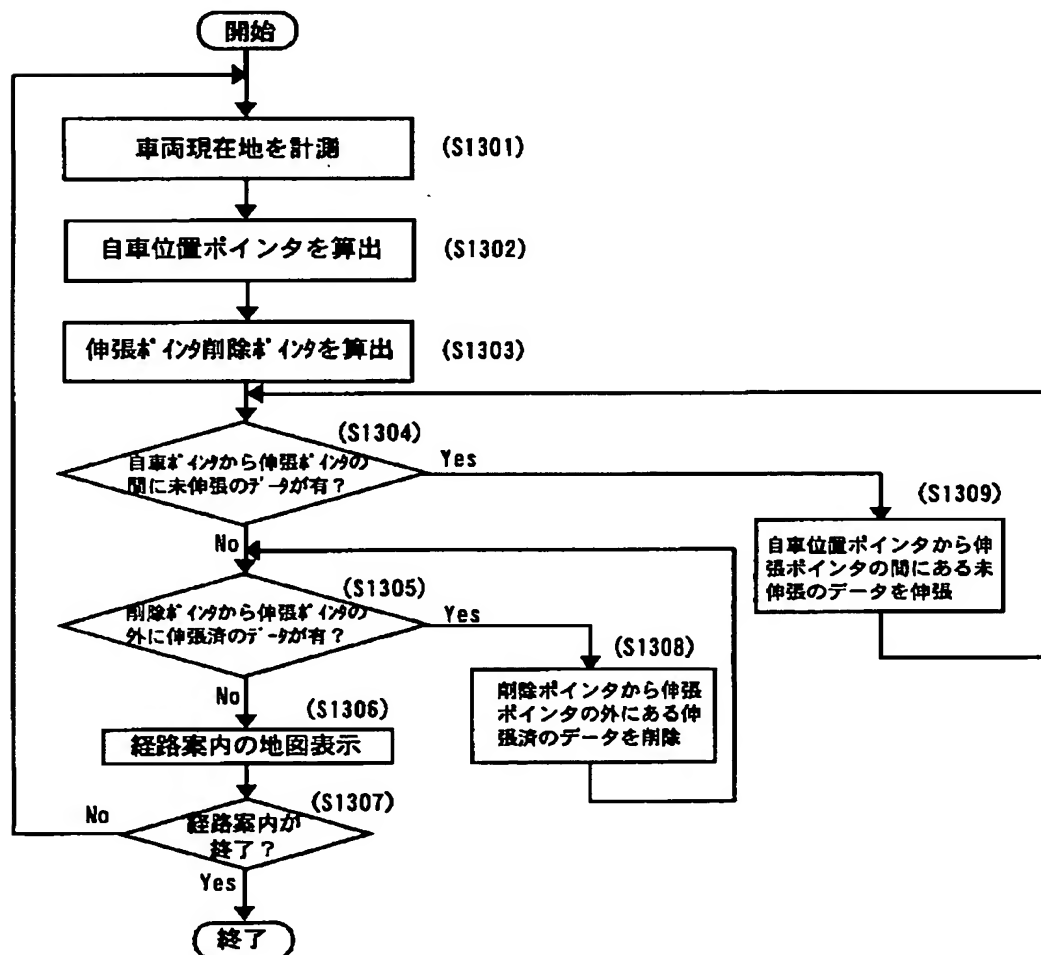 開始
車両現在地を計測
(S1301)
自車位置ポインタを算出
(S1302)
伸張ﾎﾟｲﾝﾀ削除ﾎﾟｲﾝﾀを算出
(S1303)
(S1304)
自車ﾎﾟｲﾝﾀから伸張ﾎﾟｲﾝﾀの
間に未伸張のﾃﾞｰﾀが有？
Yes
No
(S1309)
自車位置ポインタから伸
張ポインタの間にある未
伸張のデータを伸張
(S1305)
削除ﾎﾟｲﾝﾀから伸張ﾎﾟｲﾝﾀの
外に伸張済のﾃﾞｰﾀが有？
Yes
No
(S1308)
削除ポインタから伸張
ポインタの外にある伸
張済のデータを削除
(S1306)
経路案内の地図表示
(S1307)
経路案内が
終了？
No
Yes
終了